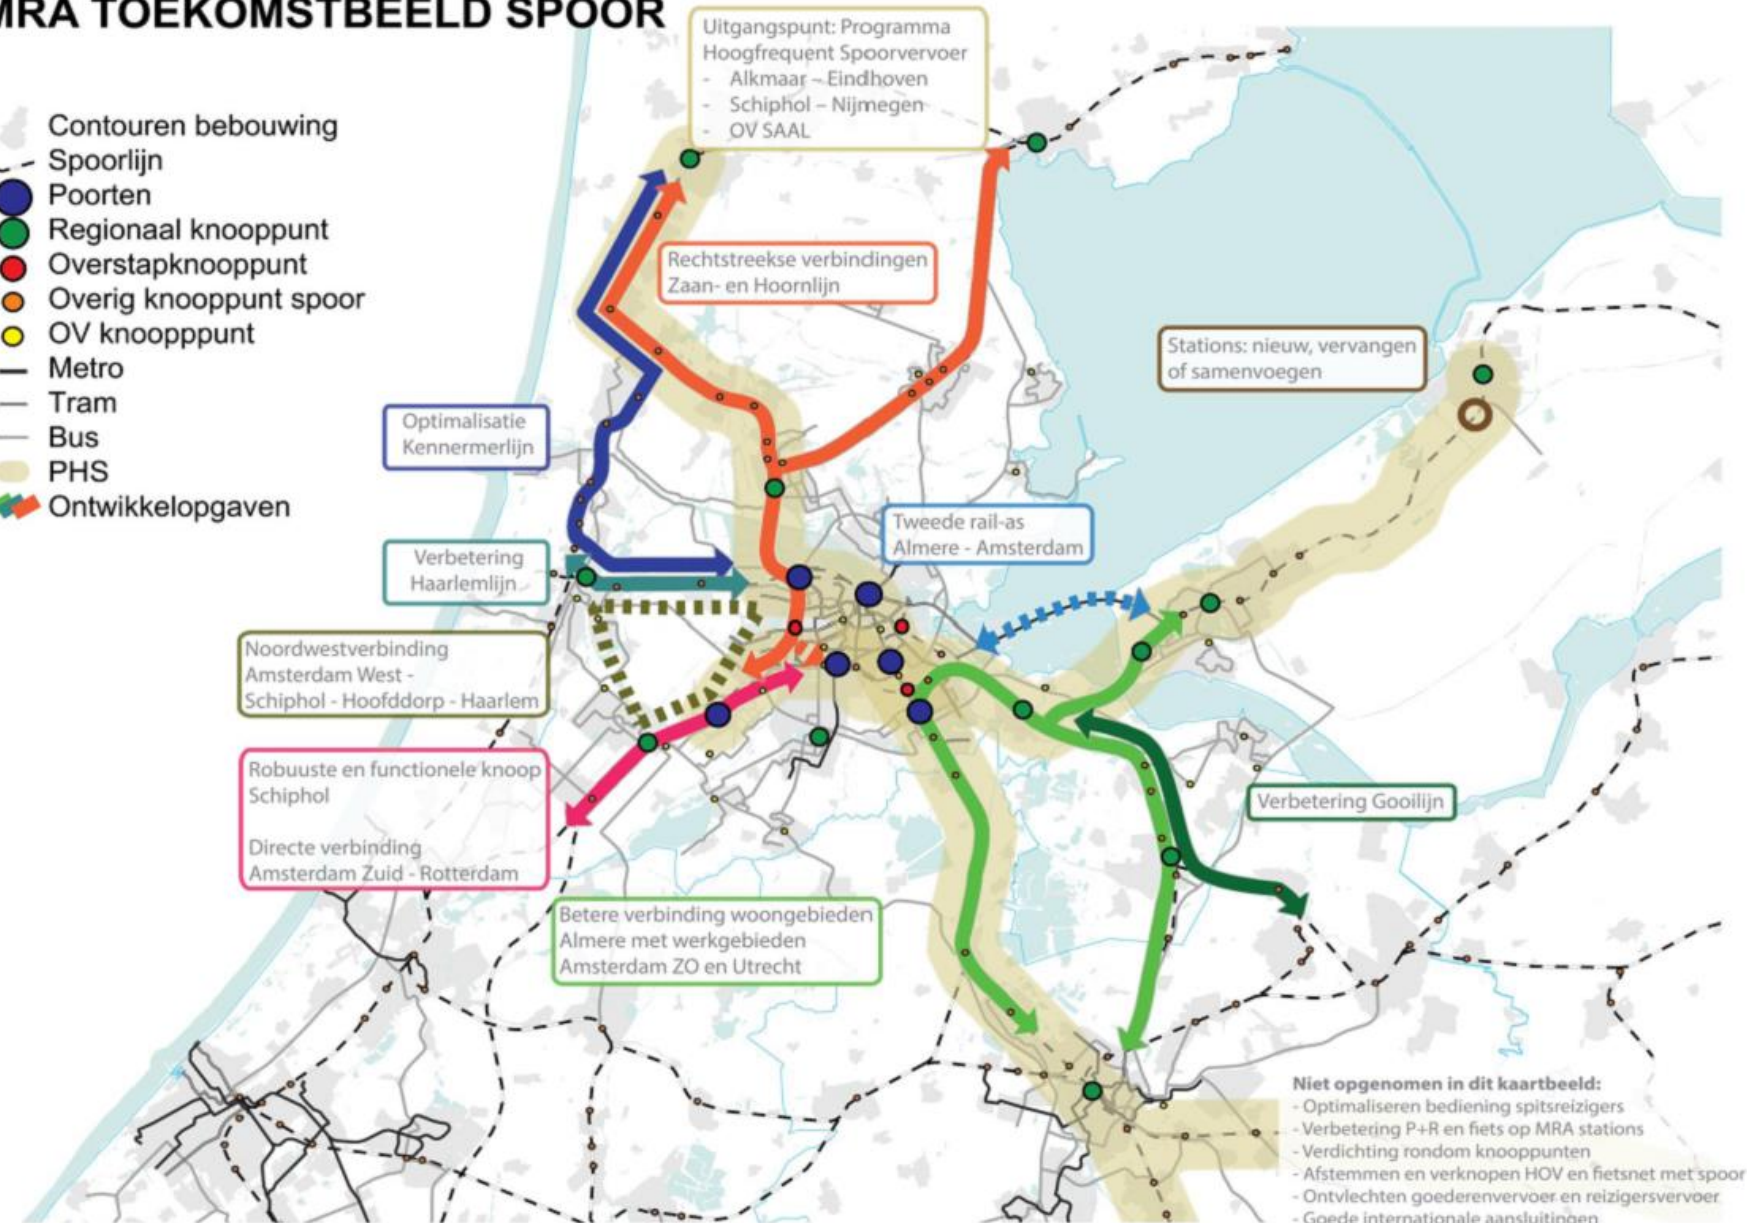 MRA TOEKOMSTBEELD SPOOR
Contouren bebouwing
Spoorlijn
Poorten
Regionaal knooppunt
Overstapknooppunt
Overig knooppunt spoor
OV knoopppunt
Metro
Tram
Bus
PHS
Ontwikkelopgaven
Uitgangspunt: Programma
Hoogfrequent Spoorvervoer
- Alkmaar – Eindhoven
- Schiphol – Nijmegen
- OV SAAL
Rechtstreekse verbindingen
Zaan- en Hoornlijn
Stations: nieuw, vervangen
of samenvoegen
Optimalisatie
Kennermerlijn
Tweede rail-as
Almere - Amsterdam
Verbetering
Haarlemlijn
Noordwestverbinding
Amsterdam West -
Schiphol - Hoofddorp - Haarlem
Robuuste en functionele knoop
Schiphol
Directe verbinding
Amsterdam Zuid - Rotterdam
Verbetering Gooilijn
Betere verbinding woongebieden
Almere met werkgebieden
Amsterdam ZO en Utrecht
Niet opgenomen in dit kaartbeeld:
- Optimaliseren bediening spitsreizigers
- Verbetering P+R en fiets op MRA stations
- Verdichting rondom knooppunten
- Afstemmen en verknopen HOV en fietsnet met spoor
- Ontvlechten goederenvervoer en reizigersvervoer
- Goede internationale aansluitingen